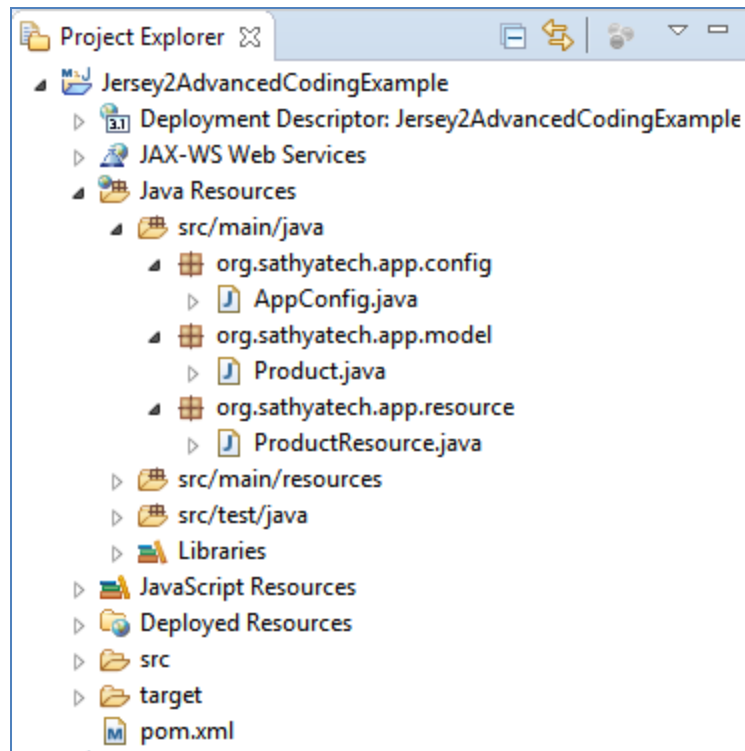 Project Explorer
M J
Jersey2AdvancedCodingExample
3.1 Deployment Descriptor: Jersey2AdvancedCodingExample
JAX-WS Web Services
Java Resources
src/main/java
org.sathyatech.app.config
J AppConfig.java
org.sathyatech.app.model
J Product.java
org.sathyatech.app.resource
J ProductResource.java
src/main/resources
src/test/java
Libraries
JavaScript Resources
Deployed Resources
src
target
M pom.xml